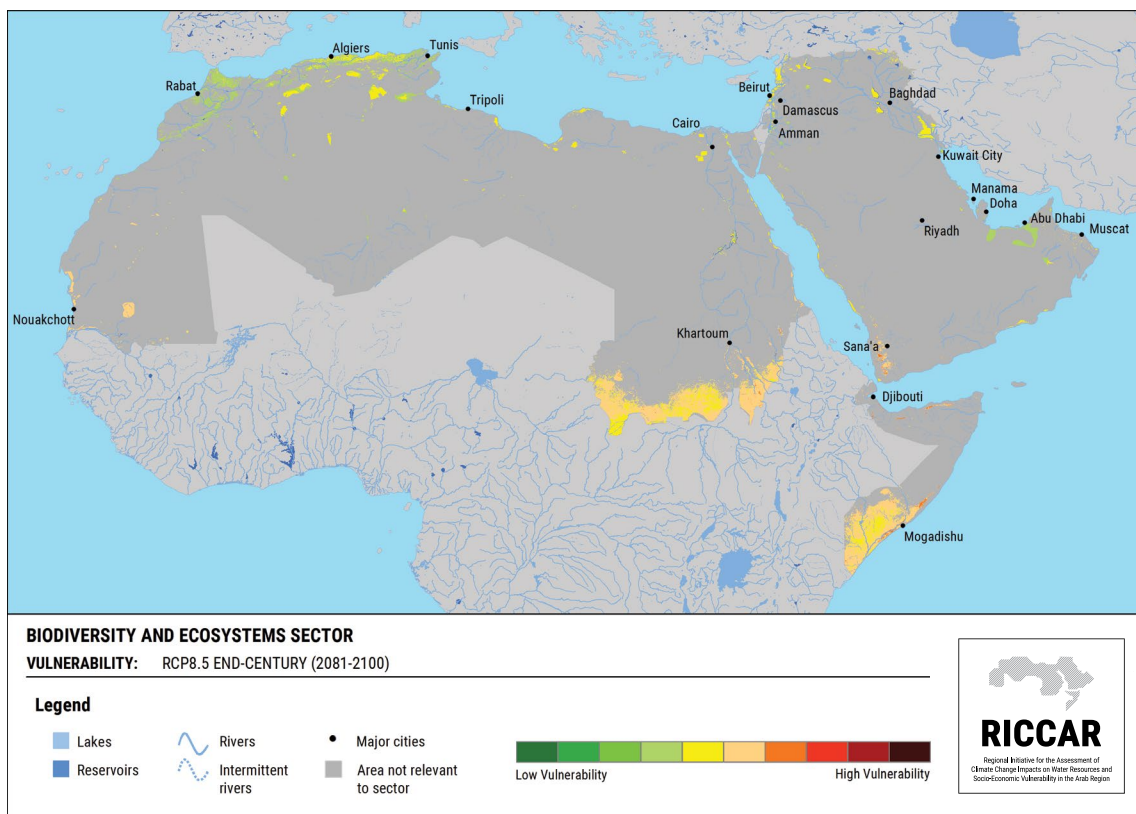 Algiers
Tunis
Rabat
Tripoli
Beirut
Damascus
Baghdad
Cairo
Amman
Kuwait City
Manama
Doha
Abu Dhabi
Riyadh
Muscat
Nouakchott
Khartoum
Sana'a
Djibouti
Mogadishu
BIODIVERSITY AND ECOSYSTEMS SECTOR
VULNERABILITY: RCP8.5 END-CENTURY (2081-2100)
Legend
Lakes
Rivers
Major cities
Reservoirs
Intermittent
rivers
Area not relevant
to sector
Low Vulnerability
High Vulnerability
RICCAR
Regional Initiative for the Assessment of
Climate Change Impacts on Water Resources and
Socio-Economic Vulnerability in the Arab Region